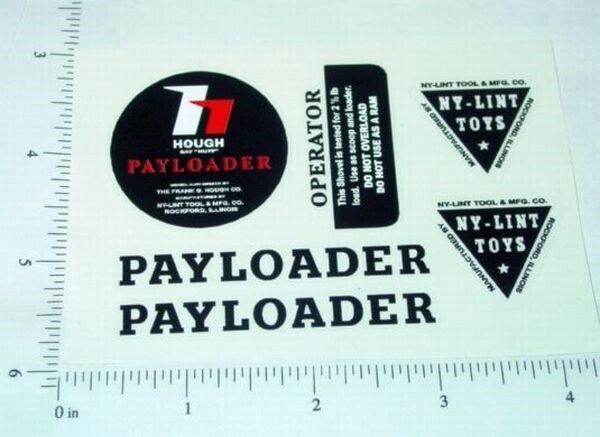 HOUGH
SAY "HUFF"
PAYLOADER
THE FRANK G. HOUGH CO.
MANUFACTURED BY
NY-LINT TOOL & MFG. CO.
ROCKFORD, ILLINOIS
OPERATOR
This Shovel is tested for 2 ½ lb
load. Use as scoop and loader.
DO NOT OVERLOAD
DO NOT USE AS A RAM
NY-LINT TOOL & MFG. CO.
NY-LINT
TOYS
MANUFACTURED BY
ROCKFORD, ILLINOIS
NY-LINT TOOL & MFG. CO.
NY-LINT
TOYS
MANUFACTURED BY
ROCKFORD, ILLINOIS
PAYLOADER
PAYLOADER
3
4
5
6
0 in
1
2
3
4